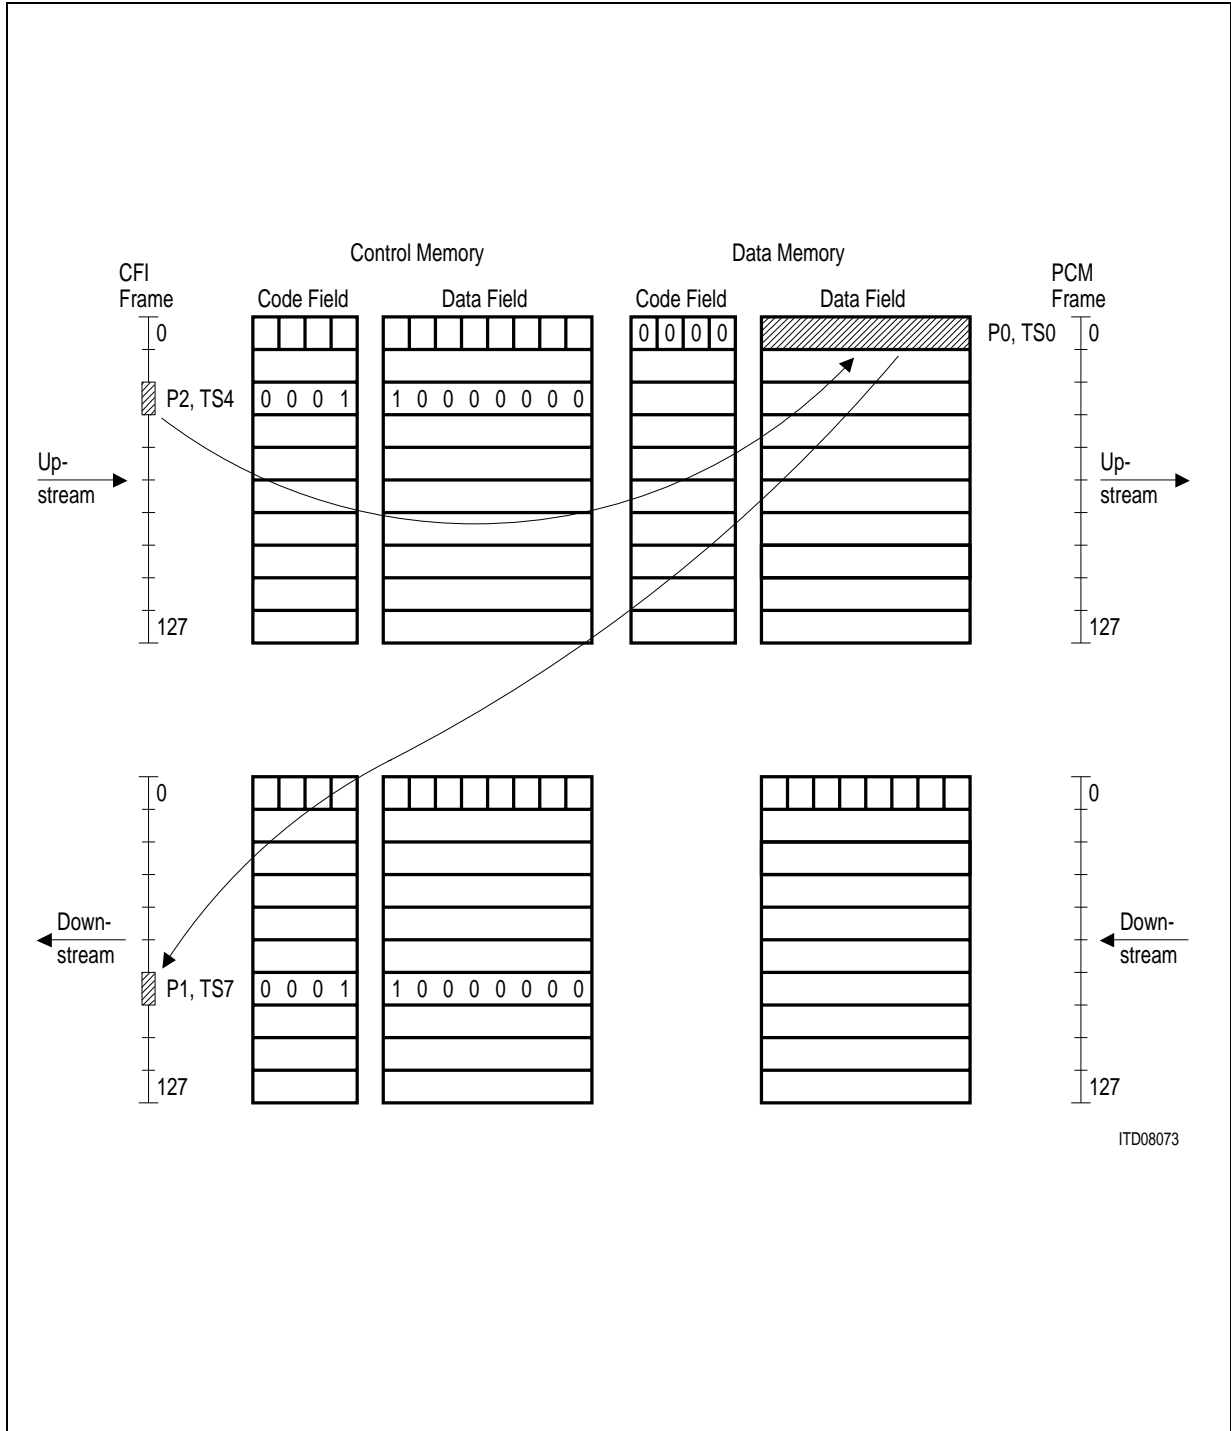 Control Memory
Data Memory
CFI
Frame
PCM
Frame
Code Field
Data Field
Code Field
Data Field
0
0 0 0 0
P0, TS0
0
P2, TS4
0 0 0 1
1 0 0 0 0 0 0 0
Up-
stream
Up-
stream
127
127
0
0
Down-
stream
Down-
stream
P1, TS7
0 0 0 1
1 0 0 0 0 0 0 0
127
127
ITD08073